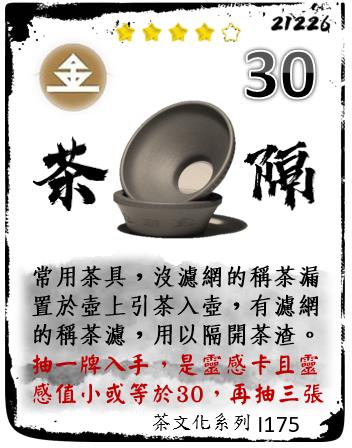 21226
金
30
茶 隔
常用茶具，沒濾網的稱茶漏
置於壺上引茶入壺，有濾網
的稱茶濾，用以隔開茶渣。
抽一牌入手，是靈感卡且靈
感值小或等於30，再抽三張
茶文化系列 I175